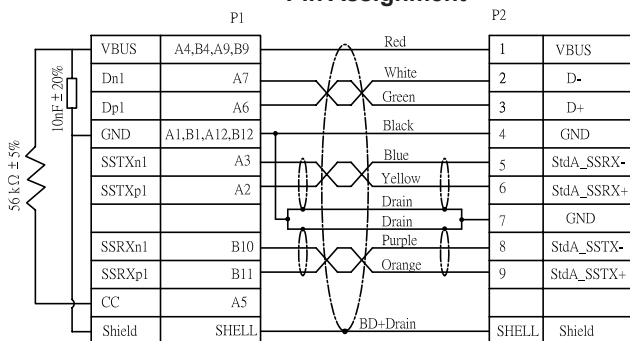 Pin Assignment
P1 P2
VBUS A4,B4,A9,B9 Red 1 VBUS
Dn1 A7 White 2 D-
Dp1 A6 Green 3 D+
GND A1,B1,A12,B12 Black 4 GND
SSTXn1 A3 Blue 5 StdA_SSRX-
SSTXp1 A2 Yellow 6 StdA_SSRX+
Drain
Drain 7 GND
SSRXn1 B10 Purple 8 StdA_SSTX-
SSRXp1 B11 Orange 9 StdA_SSTX+
CC A5
Shield SHELL BD+Drain SHELL Shield
10nF ± 20%
56 kΩ ± 5%